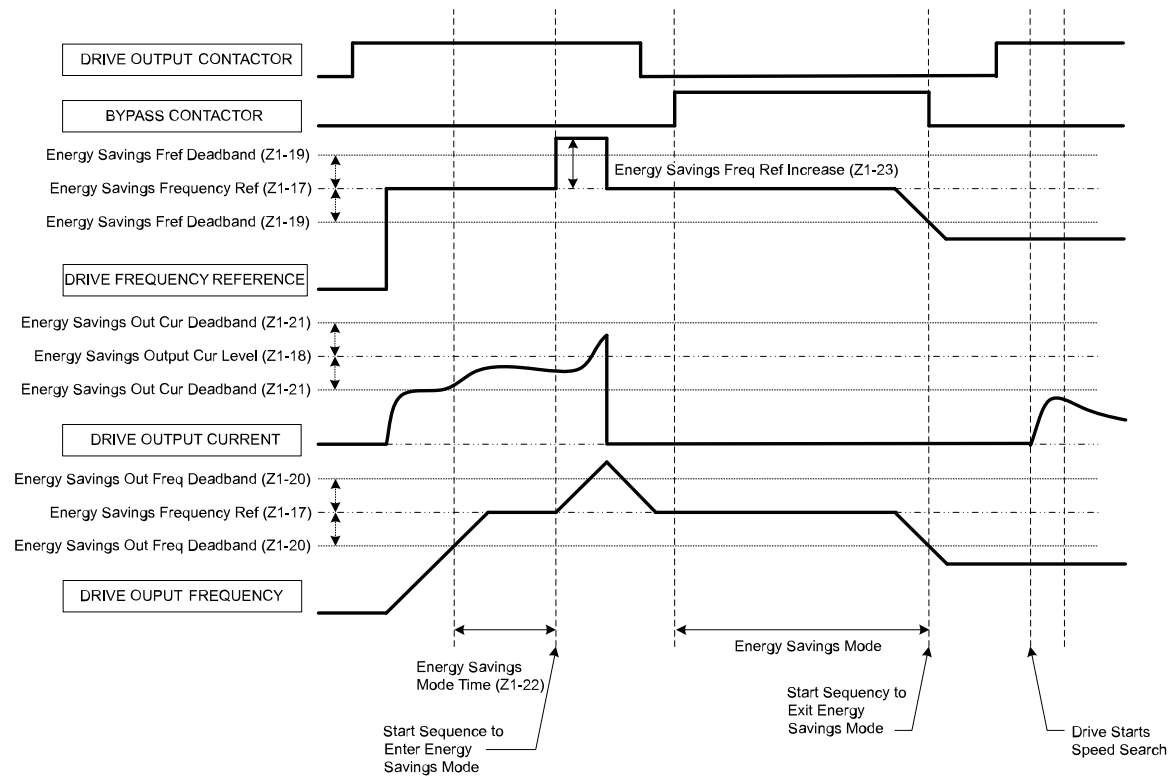 DRIVE OUTPUT CONTACTOR
BYPASS CONTACTOR
Energy Savings Fref Deadband (Z1-19)
Energy Savings Freq Ref Increase (Z1-23)
Energy Savings Frequency Ref (Z1-17)
Energy Savings Fref Deadband (Z1-19)
DRIVE FREQUENCY REFERENCE
Energy Savings Out Cur Deadband (Z1-21)
Energy Savings Output Cur Level (Z1-18)
Energy Savings Out Cur Deadband (Z1-21)
DRIVE OUTPUT CURRENT
Energy Savings Out Freq Deadband (Z1-20)
Energy Savings Frequency Ref (Z1-17)
Energy Savings Out Freq Deadband (Z1-20)
DRIVE OUPUT FREQUENCY
Energy Savings
Mode Time (Z1-22)
Energy Savings Mode
Start Sequence to
Enter Energy
Savings Mode
Start Sequency to
Exit Energy
Savings Mode
Drive Starts
Speed Search